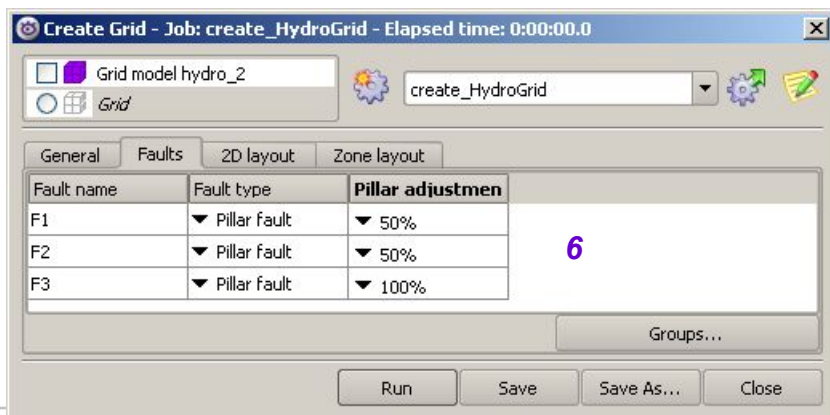 Create Grid - Job: create_HydroGrid - Elapsed time: 0:00:00.0
Grid model hydro_2
Grid
create_HydroGrid
General Faults 2D layout Zone layout
Fault name Fault type Pillar adjustmen
F1 Pillar fault 50%
F2 Pillar fault 50%
6
F3 Pillar fault 100%
Groups...
Run Save Save As... Close